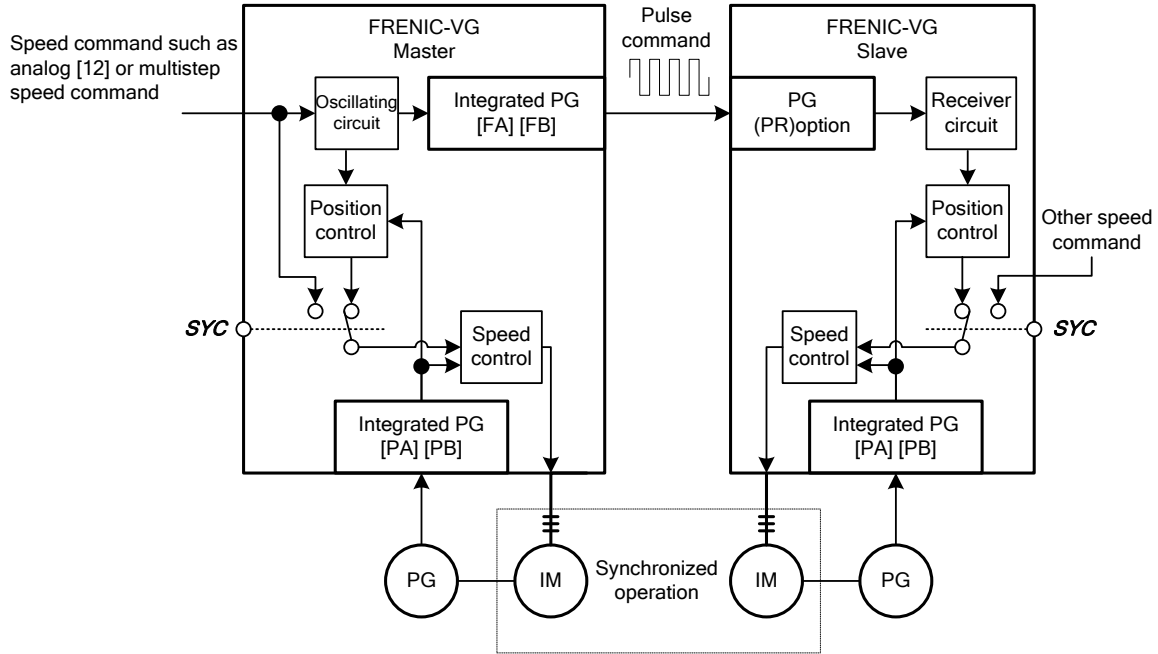 FRENIC-VG
Master
Pulse
command
FRENIC-VG
Slave
Speed command such as
analog [12] or multistep
speed command
Oscillating
circuit
Integrated PG
[FA] [FB]
PG
(PR)option
Receiver
circuit
Position
control
Position
control
Other speed
command
SYC
Speed
control
Speed
control
SYC
Integrated PG
[PA] [PB]
Integrated PG
[PA] [PB]
PG
IM
Synchronized
operation
IM
PG